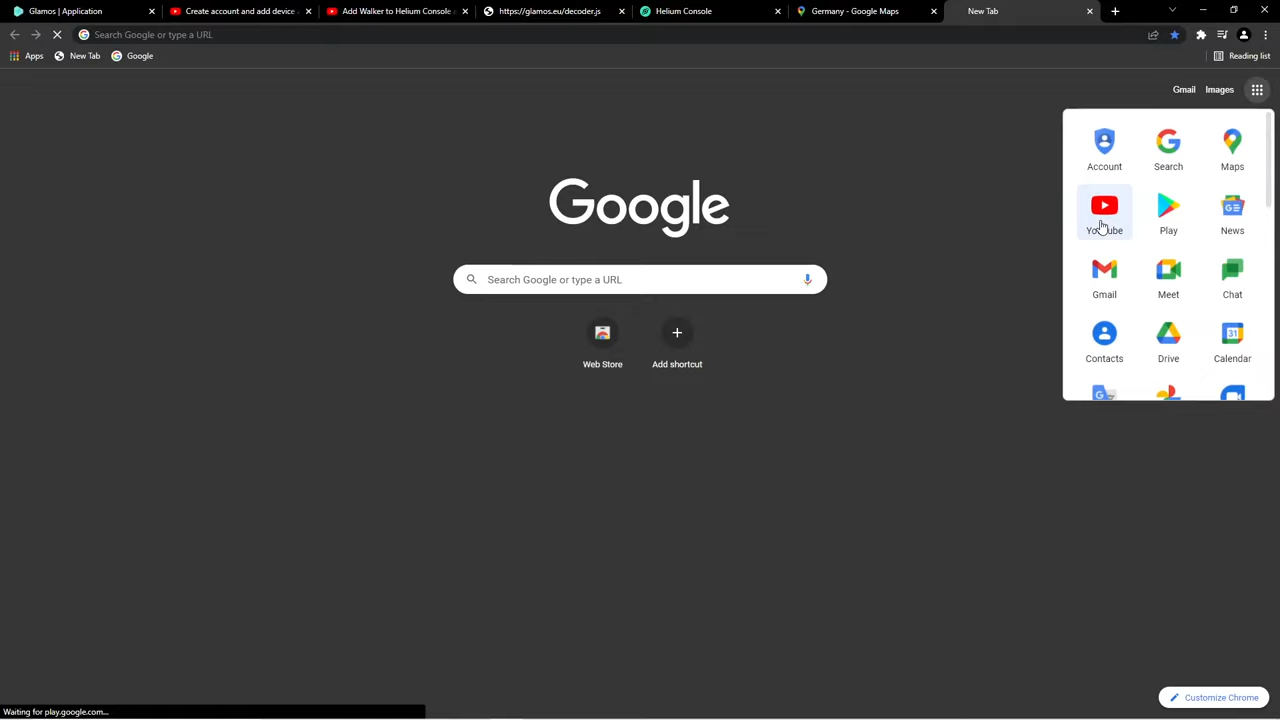 Glamos | Application
Create account and add device
Add Walker to Helium Console a
https://glamos.eu/decoder.js
Helium Console
Germany - Google Maps
New Tab
Search Google or type a URL
Apps
New Tab
Google
Reading list
Gmail
Images
Account
Search
Maps
YouTube
Play
News
Gmail
Meet
Chat
Contacts
Drive
Calendar
Google
Search Google or type a URL
Web Store
Add shortcut
Customize Chrome
Waiting for play.google.com...